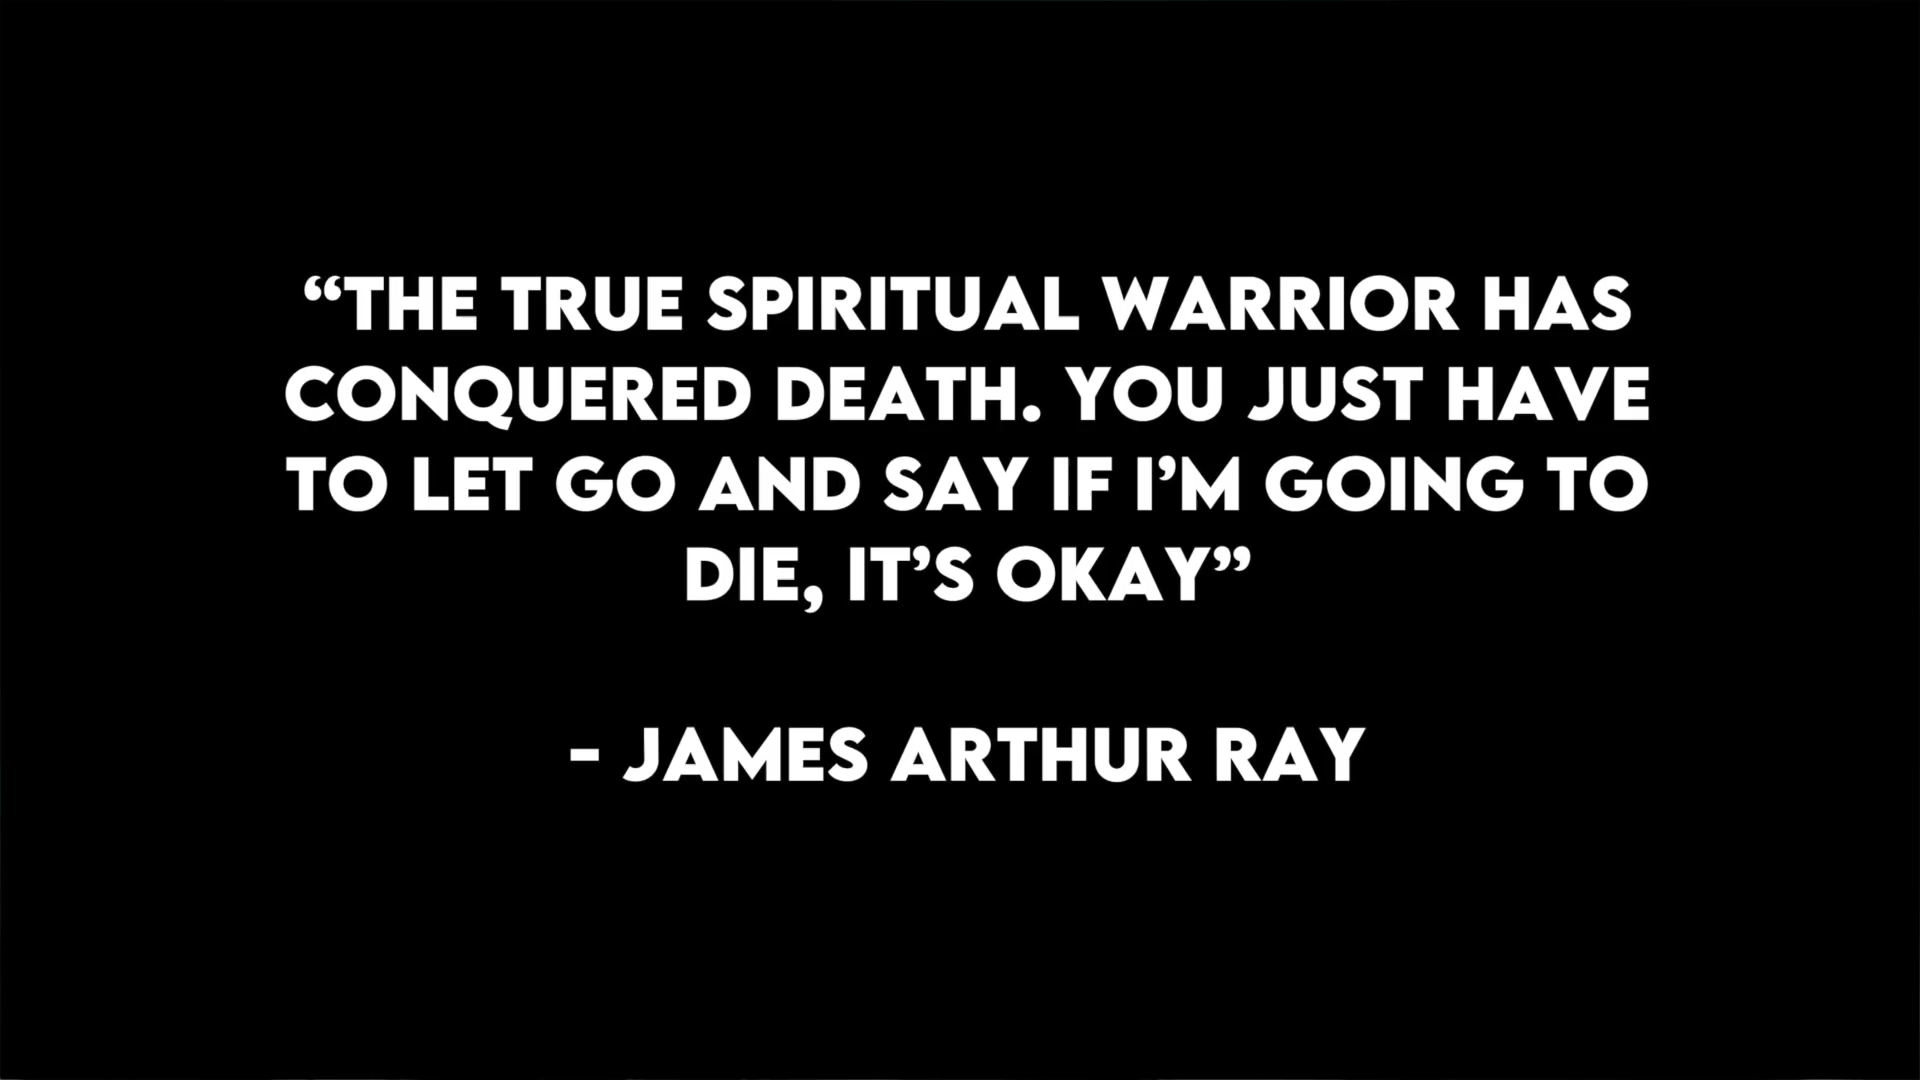 “THE TRUE SPIRITUAL WARRIOR HAS
CONQUERED DEATH. YOU JUST HAVE
TO LET GO AND SAY IF I’M GOING TO
DIE, IT’S OKAY”
- JAMES ARTHUR RAY